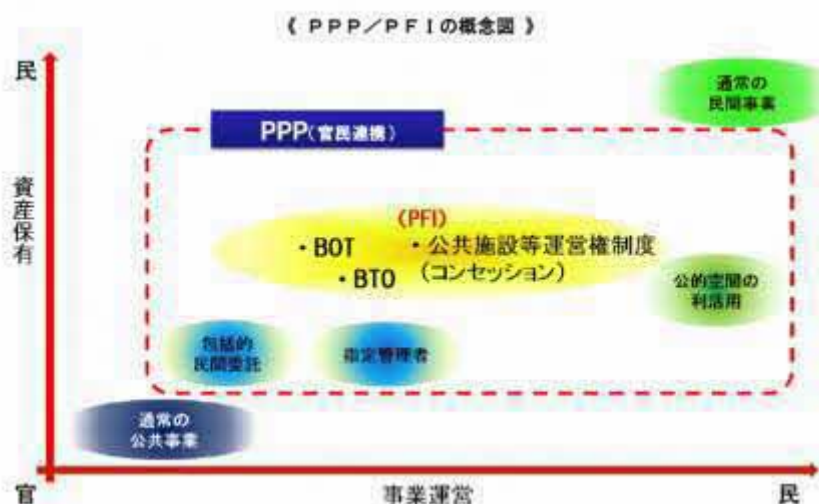 《 ＰＰＰ／ＰＦＩの概念図 》
民
通常の
民間事業
PPP(官民連携)
資産保有
(PFI)
・BOT
・公共施設等運営権制度
・BTO
(コンセッション)
公的空間の
利活用
包括的
民間委託
指定管理者
通常の
公共事業
官
事業運営
民